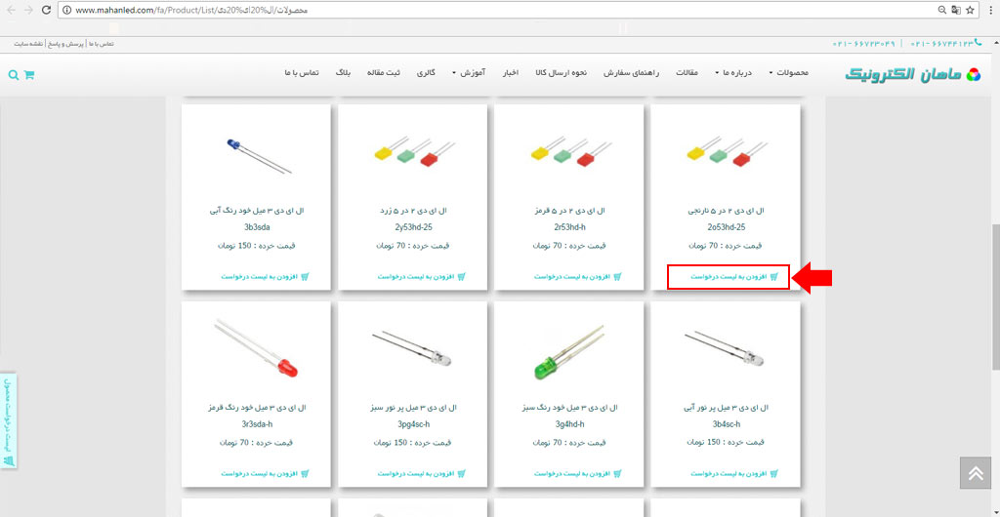 www.mahanled.com/fa/Product/List/محصولات/ال%20ای%20دی
۰۲۱- ۶۶۷۲۳۰۴۹ | ۰۲۱- ۶۶۷۴۴۱۲۳
تماس با ما | پرسش و پاسخ | نقشه سایت
ماهان الکترونیک
محصولات درباره ما مقالات راهنمای سفارش نحوه ارسال کالا اخبار آموزش گالری ثبت مقاله بلاگ تماس با ما
ال ای دی ۲ در ۵ نارنجی
2o53hd-25
قیمت خرده : 70 تومان
افزودن به لیست درخواست
ال ای دی ۲ در ۵ قرمز
2r53hd-h
قیمت خرده : 70 تومان
افزودن به لیست درخواست
ال ای دی ۲ در ۵ زرد
2y53hd-25
قیمت خرده : 70 تومان
افزودن به لیست درخواست
ال ای دی ۳ میل خود رنگ آبی
3b3sda
قیمت خرده : 150 تومان
افزودن به لیست درخواست
ال ای دی ۳ میل پر نور آبی
3b4sc-h
قیمت خرده : 150 تومان
افزودن به لیست درخواست
ال ای دی ۳ میل خود رنگ سبز
3g4hd-h
قیمت خرده : 70 تومان
افزودن به لیست درخواست
ال ای دی ۳ میل پر نور سبز
3pg4sc-h
قیمت خرده : 150 تومان
افزودن به لیست درخواست
ال ای دی ۳ میل خود رنگ قرمز
3r3sda-h
قیمت خرده : 70 تومان
افزودن به لیست درخواست
لیست درخواست محصول